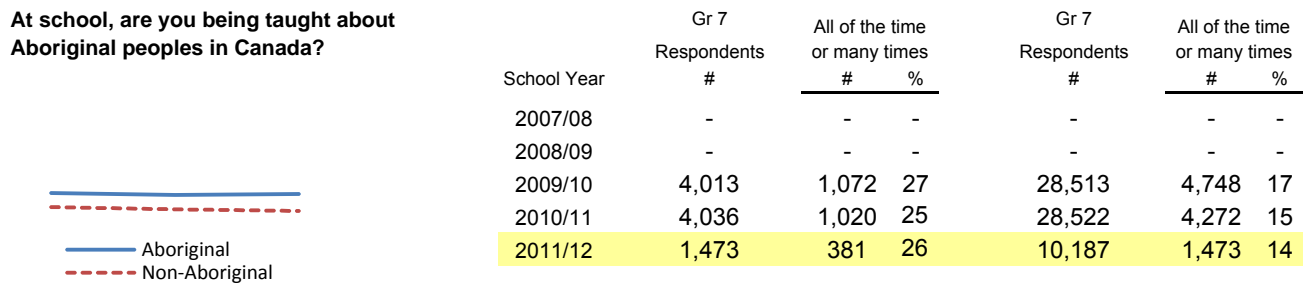 At school, are you being taught about
Aboriginal peoples in Canada?
Gr 7 All of the time Gr 7 All of the time
Respondents or many times Respondents or many times
School Year # # % # # %
2007/08 - - - - - -
2008/09 - - - - - -
2009/10 4,013 1,072 27 28,513 4,748 17
2010/11 4,036 1,020 25 28,522 4,272 15
2011/12 1,473 381 26 10,187 1,473 14
Aboriginal
Non-Aboriginal